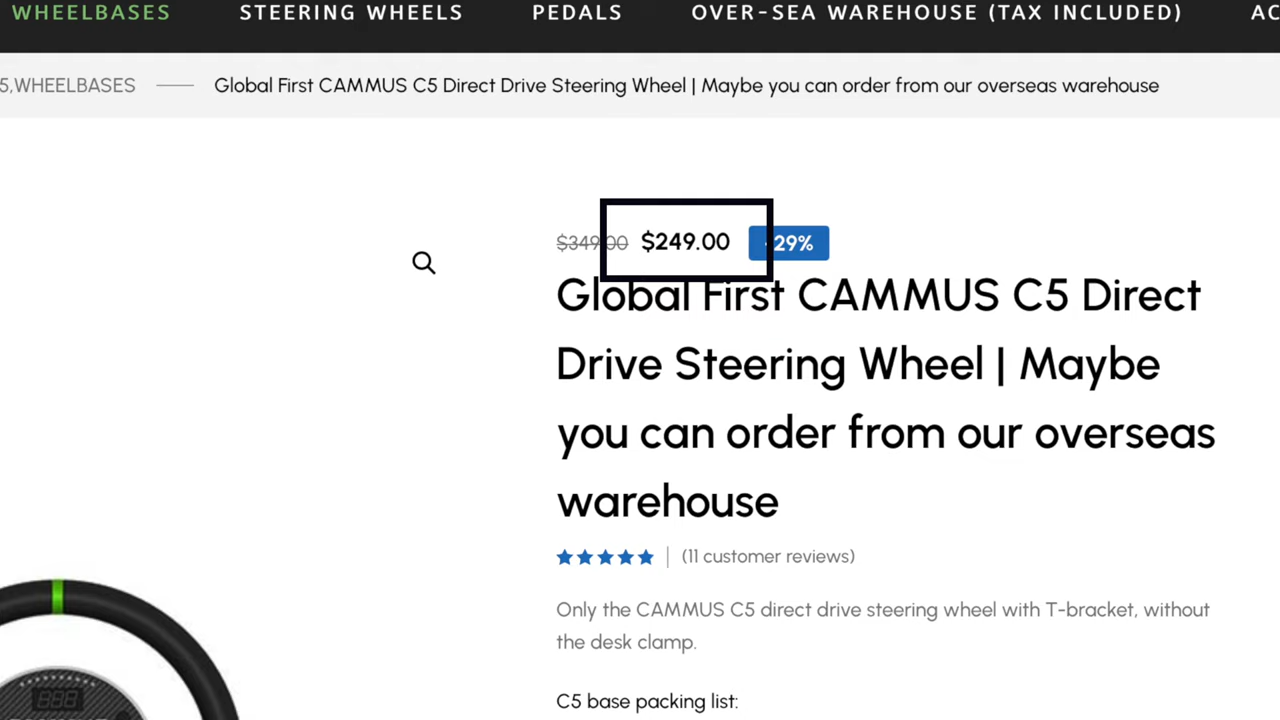 WHEELBASES STEERING WHEELS PEDALS OVER-SEA WAREHOUSE (TAX INCLUDED)
5,WHEELBASES Global First CAMMUS C5 Direct Drive Steering Wheel | Maybe you can order from our overseas warehouse
$349.00 $249.00 -29%
Global First CAMMUS C5 Direct
Drive Steering Wheel | Maybe
you can order from our overseas
warehouse
(11 customer reviews)
Only the CAMMUS C5 direct drive steering wheel with T-bracket, without
the desk clamp.
C5 base packing list:
888